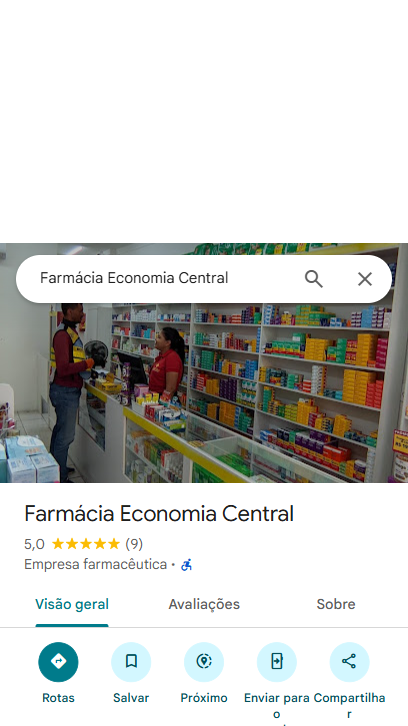 Farmácia Economia Central
Farmácia Economia Central
5,0 (9)
Empresa farmacêutica ·
Visão geral Avaliações Sobre
Rotas Salvar Próximo Enviar para o Compartilhar